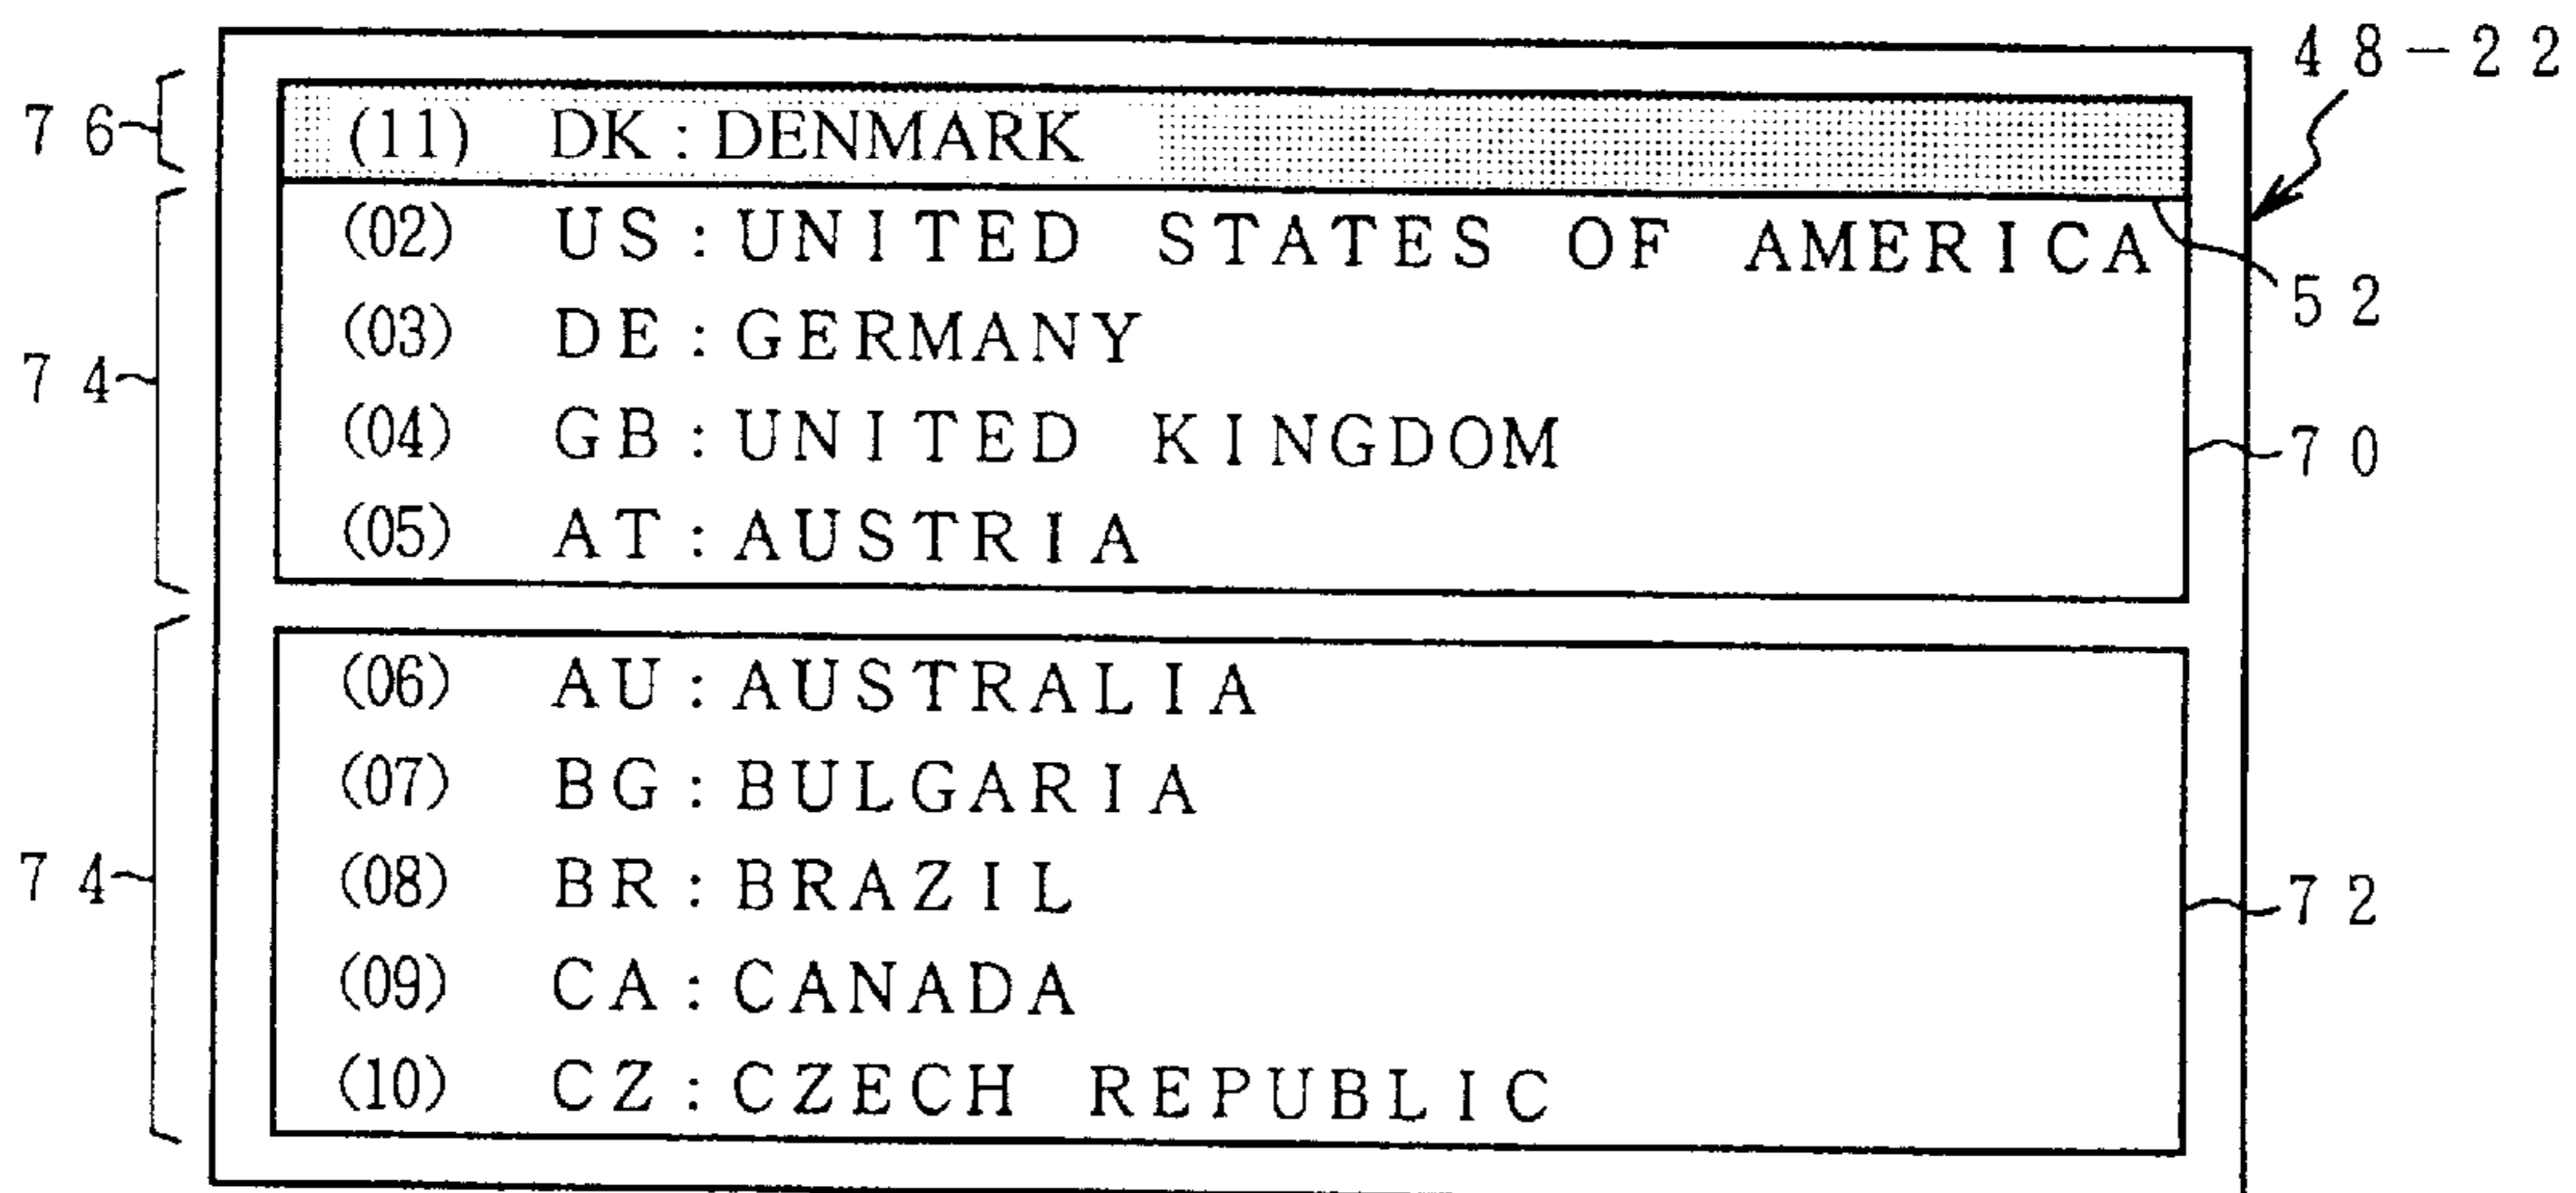 48-22
76
(11) DK:DENMARK
(02) US:UNITED STATES OF AMERICA
52
(03) DE:GERMANY
74
(04) GB:UNITED KINGDOM
70
(05) AT:AUSTRIA
(06) AU:AUSTRALIA
(07) BG:BULGARIA
74
(08) BR:BRAZIL
72
(09) CA:CANADA
(10) CZ:CZECH REPUBLIC